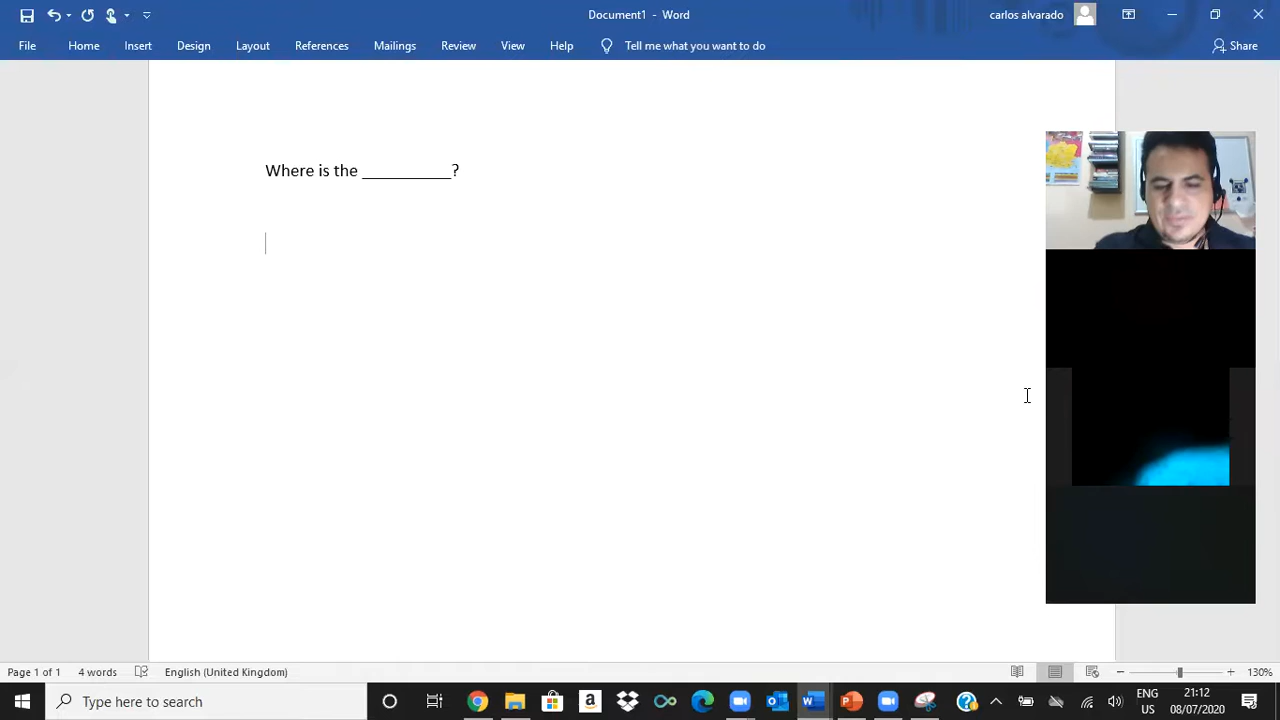 Document1 - Word
carlos alvarado
File Home Insert Design Layout References Mailings Review View Help Tell me what you want to do Share
Where is the __________?
Page 1 of 1 4 words English (United Kingdom) 130%
Type here to search
ENG 21:12
US 08/07/2020